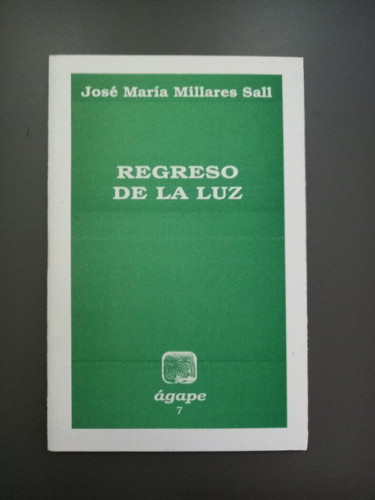 José María Millares Sall
REGRESO
DE LA LUZ
ágape
7